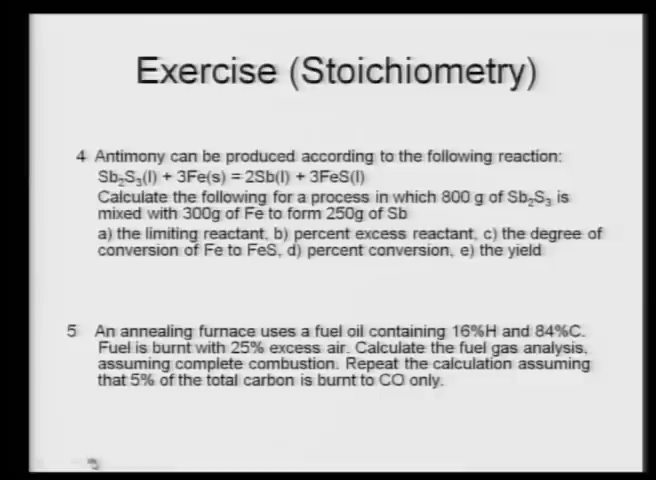 Exercise (Stoichiometry)
4 Antimony can be produced according to the following reaction:
Sb₂S₃(l) + 3Fe(s) = 2Sb(l) + 3FeS(l)
Calculate the following for a process in which 800 g of Sb₂S₃ is
mixed with 300g of Fe to form 250g of Sb
a) the limiting reactant, b) percent excess reactant, c) the degree of
conversion of Fe to FeS, d) percent conversion, e) the yield
5 An annealing furnace uses a fuel oil containing 16%H and 84%C.
Fuel is burnt with 25% excess air. Calculate the fuel gas analysis,
assuming complete combustion. Repeat the calculation assuming
that 5% of the total carbon is burnt to CO only.